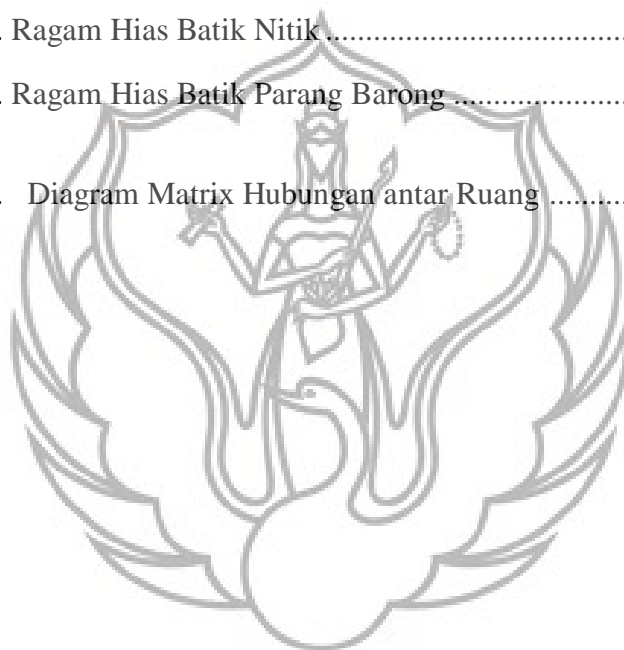 . Ragam Hias Batik Nitik ......................................
. Ragam Hias Batik Parang Barong ......................
. Diagram Matrix Hubungan antar Ruang ..........